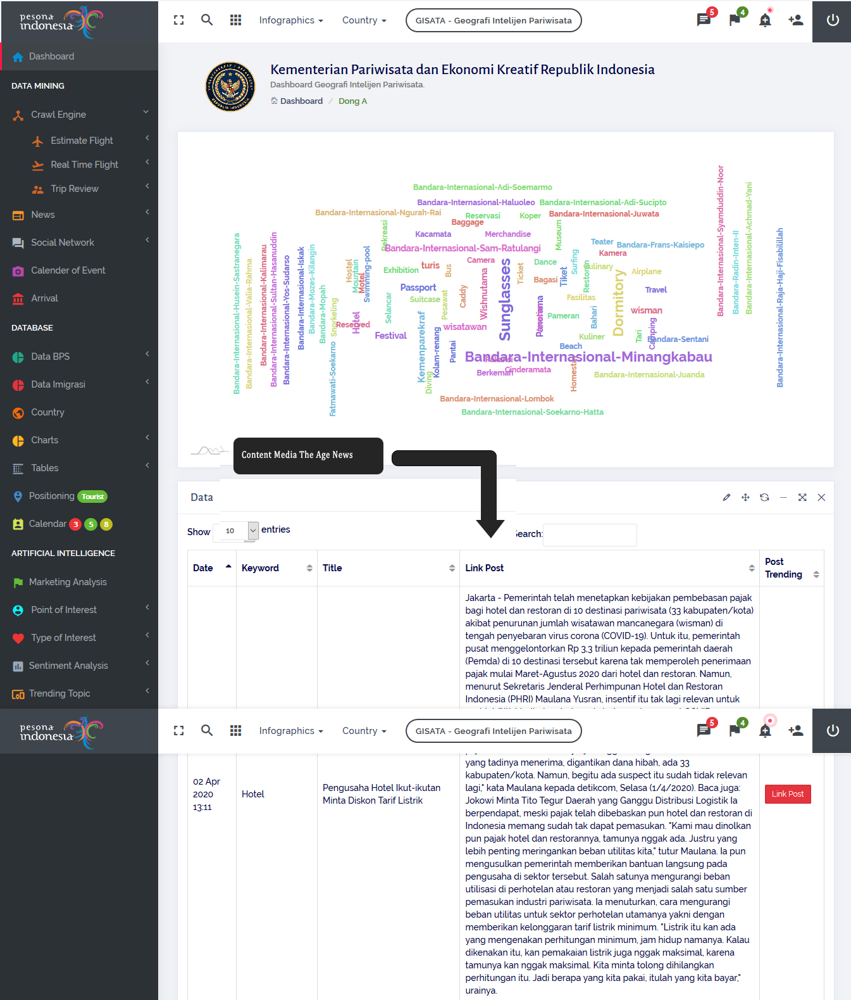 pesona
indonesia
Infographics
Country
GISATA - Geografi Intelijen Pariwisata
5
4
Dashboard
DATA MINING
Crawl Engine
Estimate Flight
Real Time Flight
Trip Review
News
Social Network
Calender of Event
Arrival
DATABASE
Data BPS
Data Imigrasi
Country
Charts
Tables
Positioning Tourist
Calendar 3 5 8
ARTIFICIAL INTELLIGENCE
Marketing Analysis
Point of Interest
Type of Interest
Sentiment Analysis
Trending Topic
Kementerian Pariwisata dan Ekonomi Kreatif Republik Indonesia
Dashboard Geografi Intelijen Pariwisata.
Dashboard / Dong A
Bandara-Internasional-Adi-Soemarmo
Bandara-Internasional-Haluoleo
Bandara-Internasional-Adi-Sucipto
Bandara-Internasional-Ngurah-Rai
Reservasi
Koper
Bandara-Internasional-Juwata
Baggage
Rekreasi
Museum
Kacamata
Merchandise
Bandara-Internasional-Sam-Ratulangi
Teater
Bandara-Frans-Kaisiepo
Kamera
Bandara-Internasional-Syamduddin-Noor
Bandara-Radin-Inten-II
Bandara-Internasional-Achmad-Yani
Bandara-Internasional-Raja-Haji-Fisabilillah
Bandara-Internasional-Husein-Sastranegara
Bandara-Internasional-Valia-Rahma
Bandara-Internasional-Kalimarau
Bandara-Internasional-Sultan-Hasanuddin
Bandara-Internasional-Yos-Sudarso
Bandara-Internasional-Iskak
Bandara-Mozes-Kilangin
Bandara-Mopah
Snorkeling
Fatmawati-Soekarno
Hostel
Mountain
Motel
Swimming-pool
Hotel
Reserved
Selancar
Exhibition
turis
Bus
Camera
Dance
Surfing
Culinary
Restoran
Airplane
Passport
Suitcase
Pesawat
Caddy
Wishnutama
Sunglasses
Ticket
Bagasi
Tiket
Fasilitas
Dormitory
Travel
wisman
Festival
wisatawan
Kemenparekraf
Kolam-renang
Diving
Pantai
Panorama
Pameran
Bahari
Kuliner
Beach
Tari
Camping
Bandara-Sentani
Bandara-Internasional-Minangkabau
Berkemah
Cinderamata
Homestay
Bandara-Internasional-Juanda
Bandara-Internasional-Lombok
Bandara-Internasional-Soekarno-Hatta
Content Media The Age News
Data
Show 10 entries
Search:
Date
Keyword
Title
Link Post
Post
Trending
Jakarta - Pemerintah telah menetapkan kebijakan pembebasan pajak
bagi hotel dan restoran di 10 destinasi pariwisata (33 kabupaten/kota)
akibat penurunan jumlah wisatawan mancanegara (wisman) di
tengah penyebaran virus corona (COVID-19). Untuk itu, pemerintah
pusat menggelontorkan Rp 3,3 triliun kepada pemerintah daerah
(Pemda) di 10 destinasi tersebut karena tak memperoleh penerimaan
pajak mulai Maret-Agustus 2020 dari hotel dan restoran. Namun,
menurut Sekretaris Jenderal Perhimpunan Hotel dan Restoran
Indonesia (PHRI) Maulana Yusran, insentif itu tak lagi relevan untuk
pesona
indonesia
Infographics
Country
GISATA - Geografi Intelijen Pariwisata
5
4
yang tadinya menerima, digantikan dana hibah, ada 33
kabupaten/kota. Namun, begitu ada suspect itu sudah tidak relevan
lagi," kata Maulana kepada detikcom, Selasa (1/4/2020). Baca juga:
Jokowi Minta Tito Tegur Daerah yang Ganggu Distribusi Logistik Ia
berpendapat, meski pajak telah dibebaskan pun hotel dan restoran di
Indonesia memang sudah tak dapat pemasukan. "Kami mau dinolkan
pun pajak hotel dan restorannya, tamunya nggak ada. Justru yang
lebih penting meringankan beban utilitas kita," tutur Maulana. Ia pun
mengusulkan pemerintah memberikan bantuan langsung pada
pengusaha di sektor tersebut. Salah satunya mengurangi beban
utilisasi di perhotelan atau restoran yang menjadi salah satu sumber
pemasukan industri pariwisata. Ia menuturkan, cara mengurangi
beban utilitas untuk sektor perhotelan utamanya yakni dengan
memberikan kelonggaran tarif listrik minimum. "Listrik itu kan ada
yang mengenakan perhitungan minimum, jam hidup namanya. Kalau
dikenakan itu, kan pemakaian listrik juga nggak maksimal, karena
tamunya kan nggak maksimal. Kita minta tolong dihilangkan
perhitungan itu. Jadi berapa yang kita pakai, itulah yang kita bayar,"
urainya.
02 Apr
2020
13:11
Hotel
Pengusaha Hotel Ikut-ikutan
Minta Diskon Tarif Listrik
Link Post